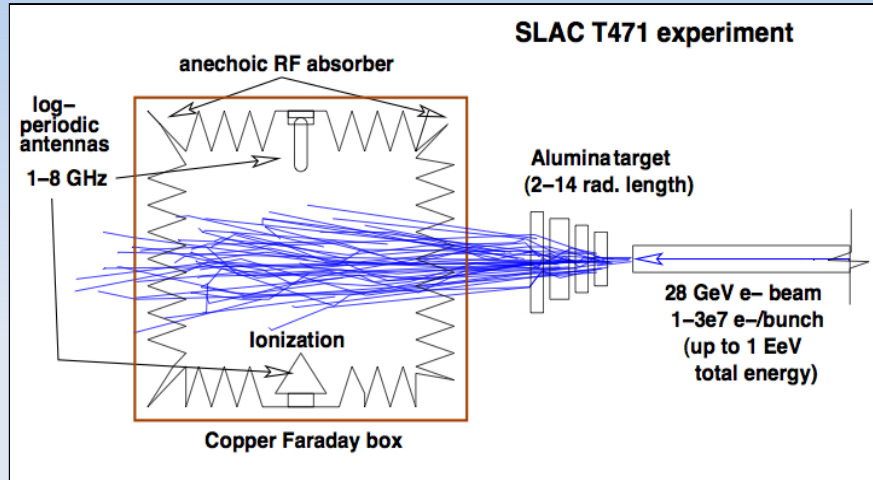 SLAC T471 experiment
anechoic RF absorber
log−
periodic
antennas
1−8 GHz
Alumina target
(2−14 rad. length)
28 GeV e− beam
1−3e7 e−/bunch
(up to 1 EeV
total energy)
Ionization
Copper Faraday box